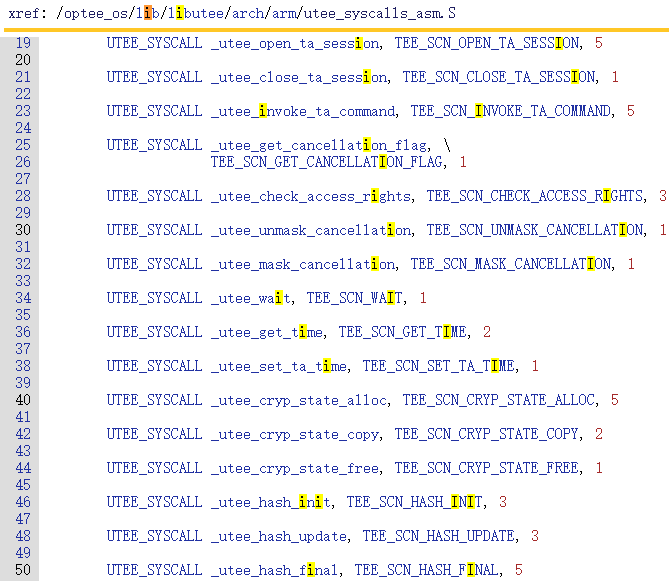 xref: /optee_os/lib/libutee/arch/arm/utee_syscalls_asm.S
19 UTEE_SYSCALL _utee_open_ta_session, TEE_SCN_OPEN_TA_SESSION, 5
20
21 UTEE_SYSCALL _utee_close_ta_session, TEE_SCN_CLOSE_TA_SESSION, 1
22
23 UTEE_SYSCALL _utee_invoke_ta_command, TEE_SCN_INVOKE_TA_COMMAND, 5
24
25 UTEE_SYSCALL _utee_get_cancellation_flag, \
26 TEE_SCN_GET_CANCELLATION_FLAG, 1
27
28 UTEE_SYSCALL _utee_check_access_rights, TEE_SCN_CHECK_ACCESS_RIGHTS, 3
29
30 UTEE_SYSCALL _utee_unmask_cancellation, TEE_SCN_UNMASK_CANCELLATION, 1
31
32 UTEE_SYSCALL _utee_mask_cancellation, TEE_SCN_MASK_CANCELLATION, 1
33
34 UTEE_SYSCALL _utee_wait, TEE_SCN_WAIT, 1
35
36 UTEE_SYSCALL _utee_get_time, TEE_SCN_GET_TIME, 2
37
38 UTEE_SYSCALL _utee_set_ta_time, TEE_SCN_SET_TA_TIME, 1
39
40 UTEE_SYSCALL _utee_cryp_state_alloc, TEE_SCN_CRYP_STATE_ALLOC, 5
41
42 UTEE_SYSCALL _utee_cryp_state_copy, TEE_SCN_CRYP_STATE_COPY, 2
43
44 UTEE_SYSCALL _utee_cryp_state_free, TEE_SCN_CRYP_STATE_FREE, 1
45
46 UTEE_SYSCALL _utee_hash_init, TEE_SCN_HASH_INIT, 3
47
48 UTEE_SYSCALL _utee_hash_update, TEE_SCN_HASH_UPDATE, 3
49
50 UTEE_SYSCALL _utee_hash_final, TEE_SCN_HASH_FINAL, 5